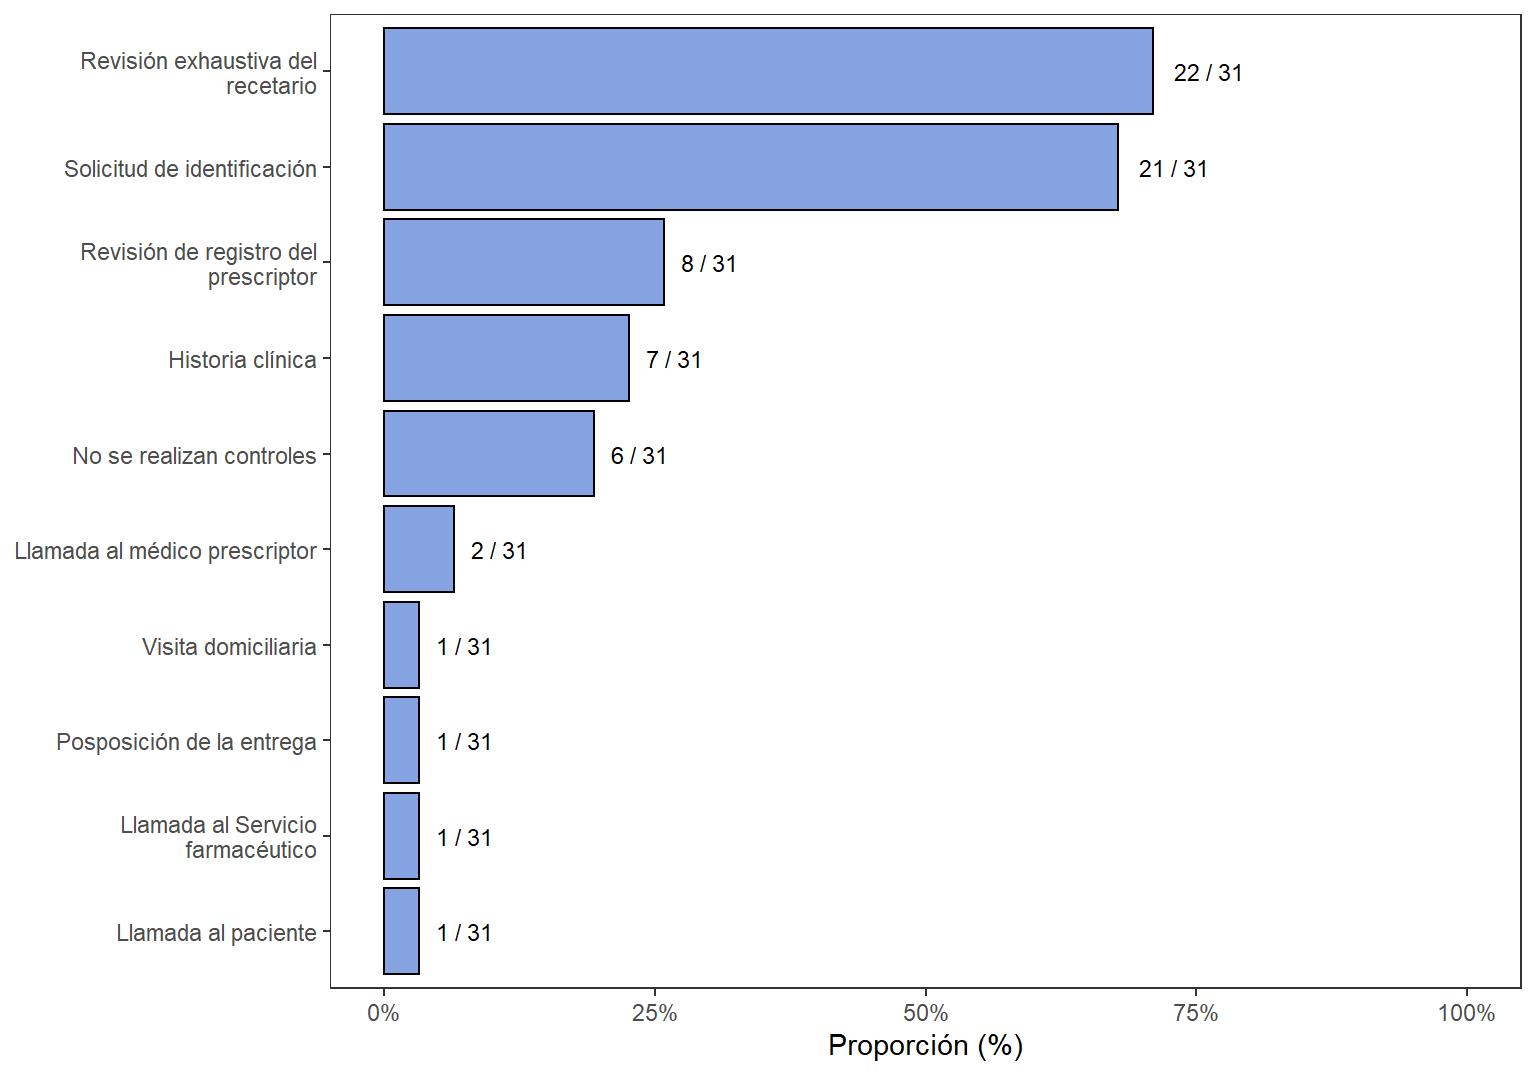 Revisión exhaustiva del
recetario
22 / 31
Solicitud de identificación
21 / 31
Revisión de registro del
prescriptor
8 / 31
Historia clínica
7 / 31
No se realizan controles
6 / 31
Llamada al médico prescriptor
2 / 31
Visita domiciliaria
1 / 31
Posposición de la entrega
1 / 31
Llamada al Servicio
farmacéutico
1 / 31
Llamada al paciente
1 / 31
0% 25% 50% 75% 100%
Proporción (%)